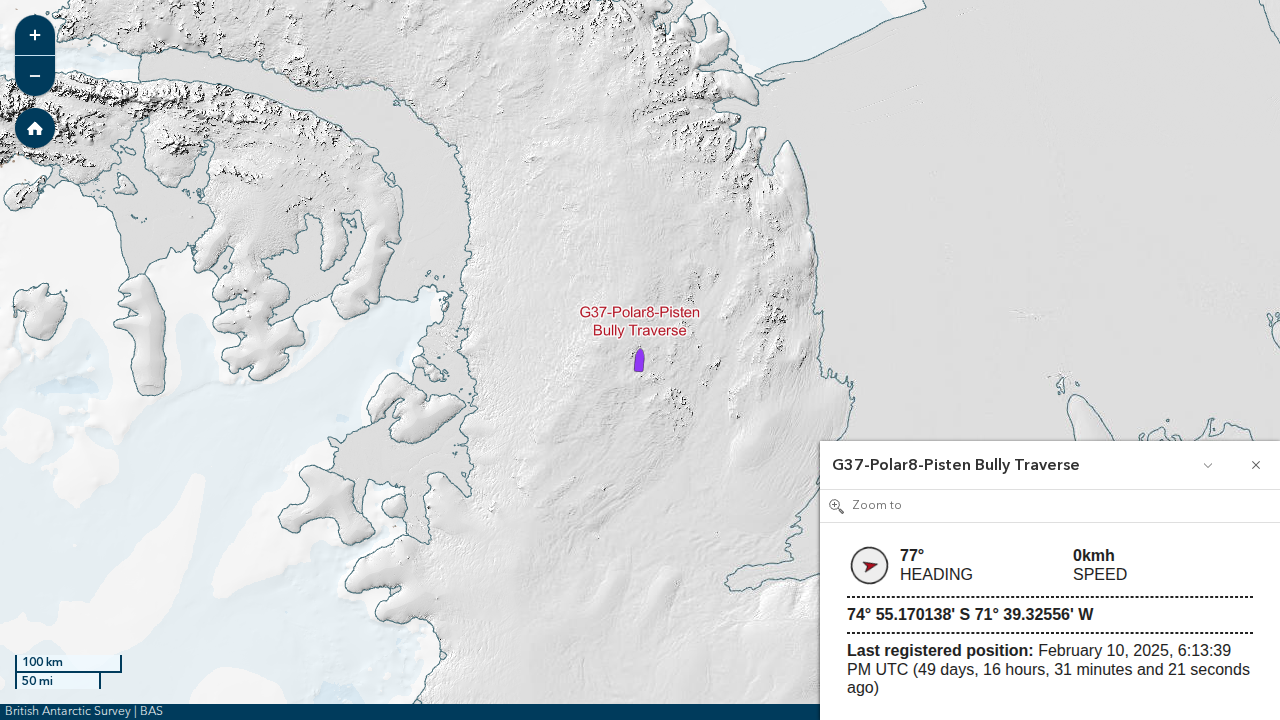 +
−
G37-Polar8-Pisten
Bully Traverse
G37-Polar8-Pisten Bully Traverse
Zoom to
77°
HEADING
0kmh
SPEED
74° 55.170138' S 71° 39.32556' W
Last registered position: February 10, 2025, 6:13:39
PM UTC (49 days, 16 hours, 31 minutes and 21 seconds
ago)
100 km
50 mi
British Antarctic Survey | BAS